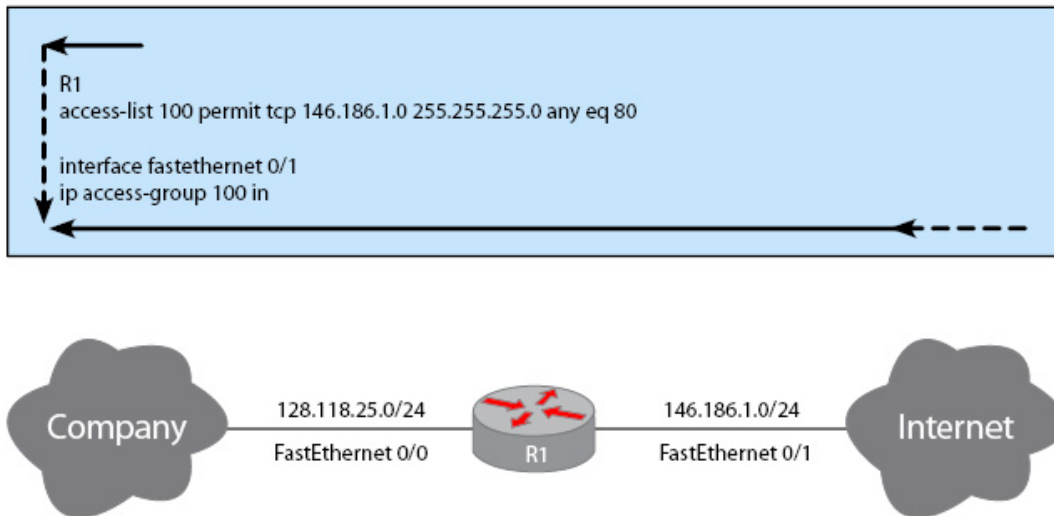 R1
access-list 100 permit tcp 146.186.1.0 255.255.255.0 any eq 80
interface fastethernet 0/1
ip access-group 100 in
Company
128.118.25.0/24
FastEthernet 0/0
R1
146.186.1.0/24
FastEthernet 0/1
Internet